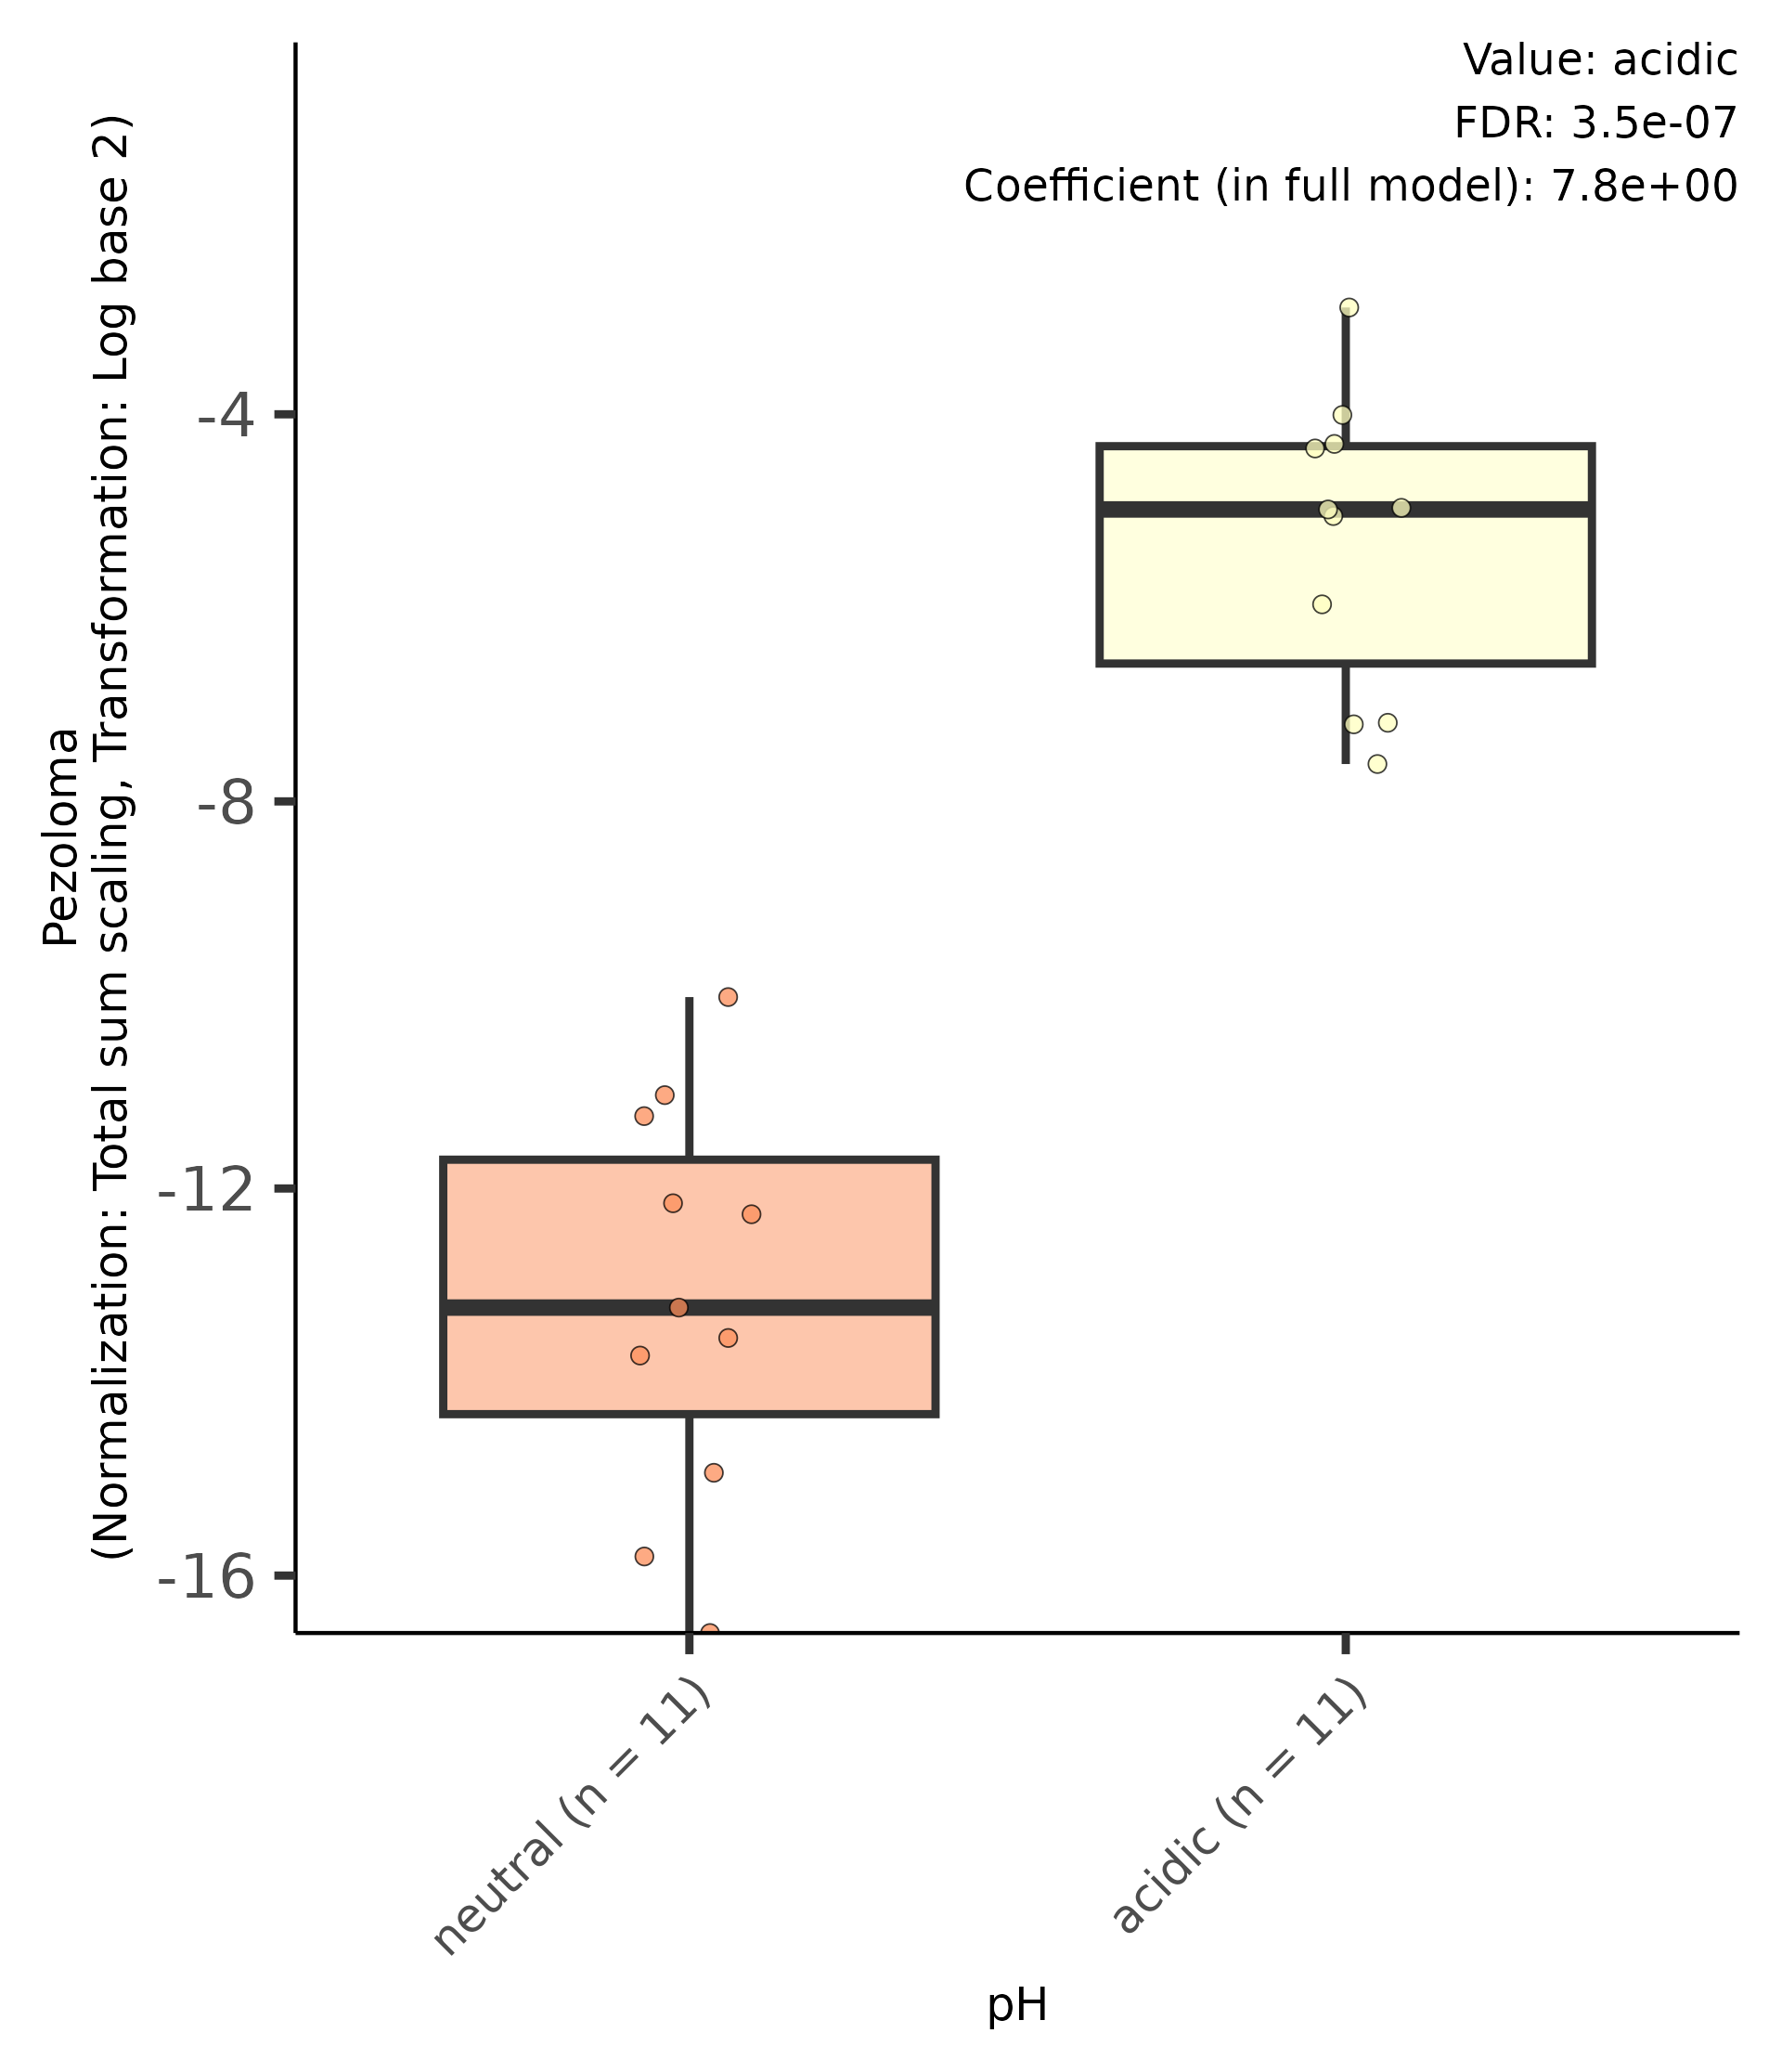 Value: acidic
FDR: 3.5e-07
Coefficient (in full model): 7.8e+00
Pezoloma
(Normalization: Total sum scaling, Transformation: Log base 2)
-4
-8
-12
-16
neutral (n = 11)
acidic (n = 11)
pH